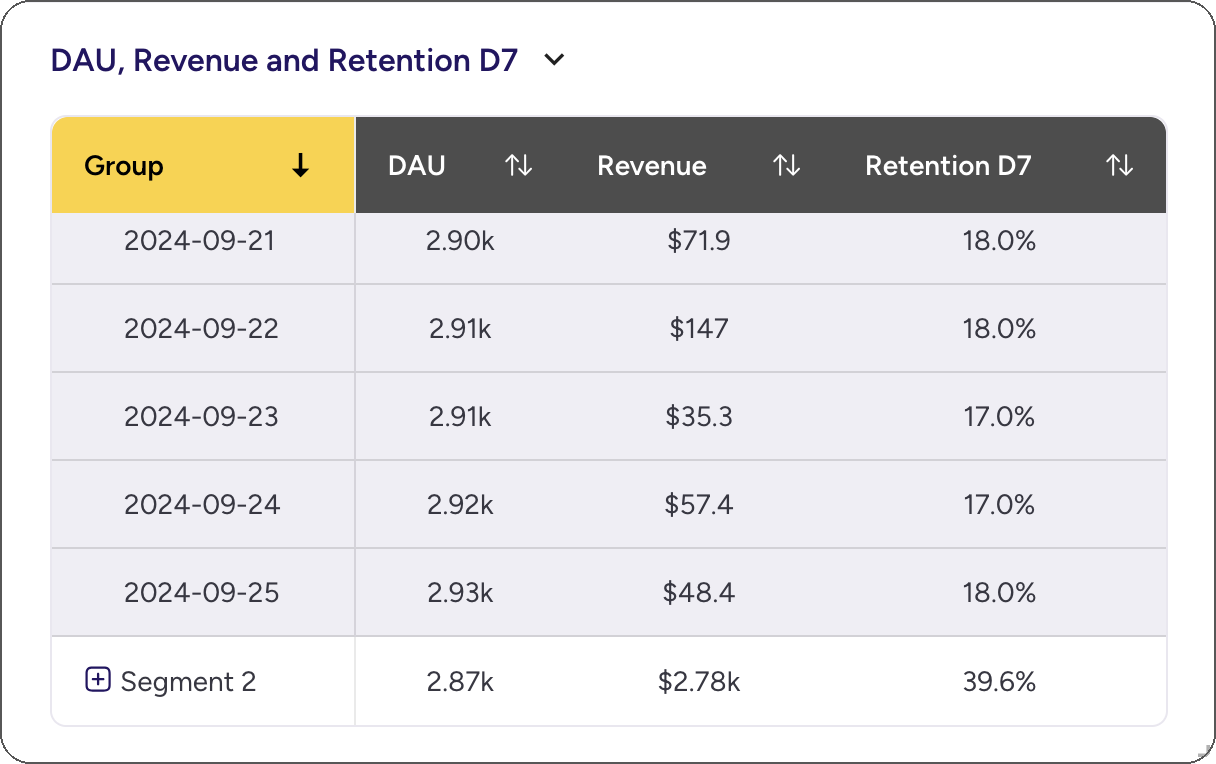 DAU, Revenue and Retention D7
Group DAU Revenue Retention D7
2024-09-21 2.90k $71.9 18.0%
2024-09-22 2.91k $147 18.0%
2024-09-23 2.91k $35.3 17.0%
2024-09-24 2.92k $57.4 17.0%
2024-09-25 2.93k $48.4 18.0%
Segment 2 2.87k $2.78k 39.6%